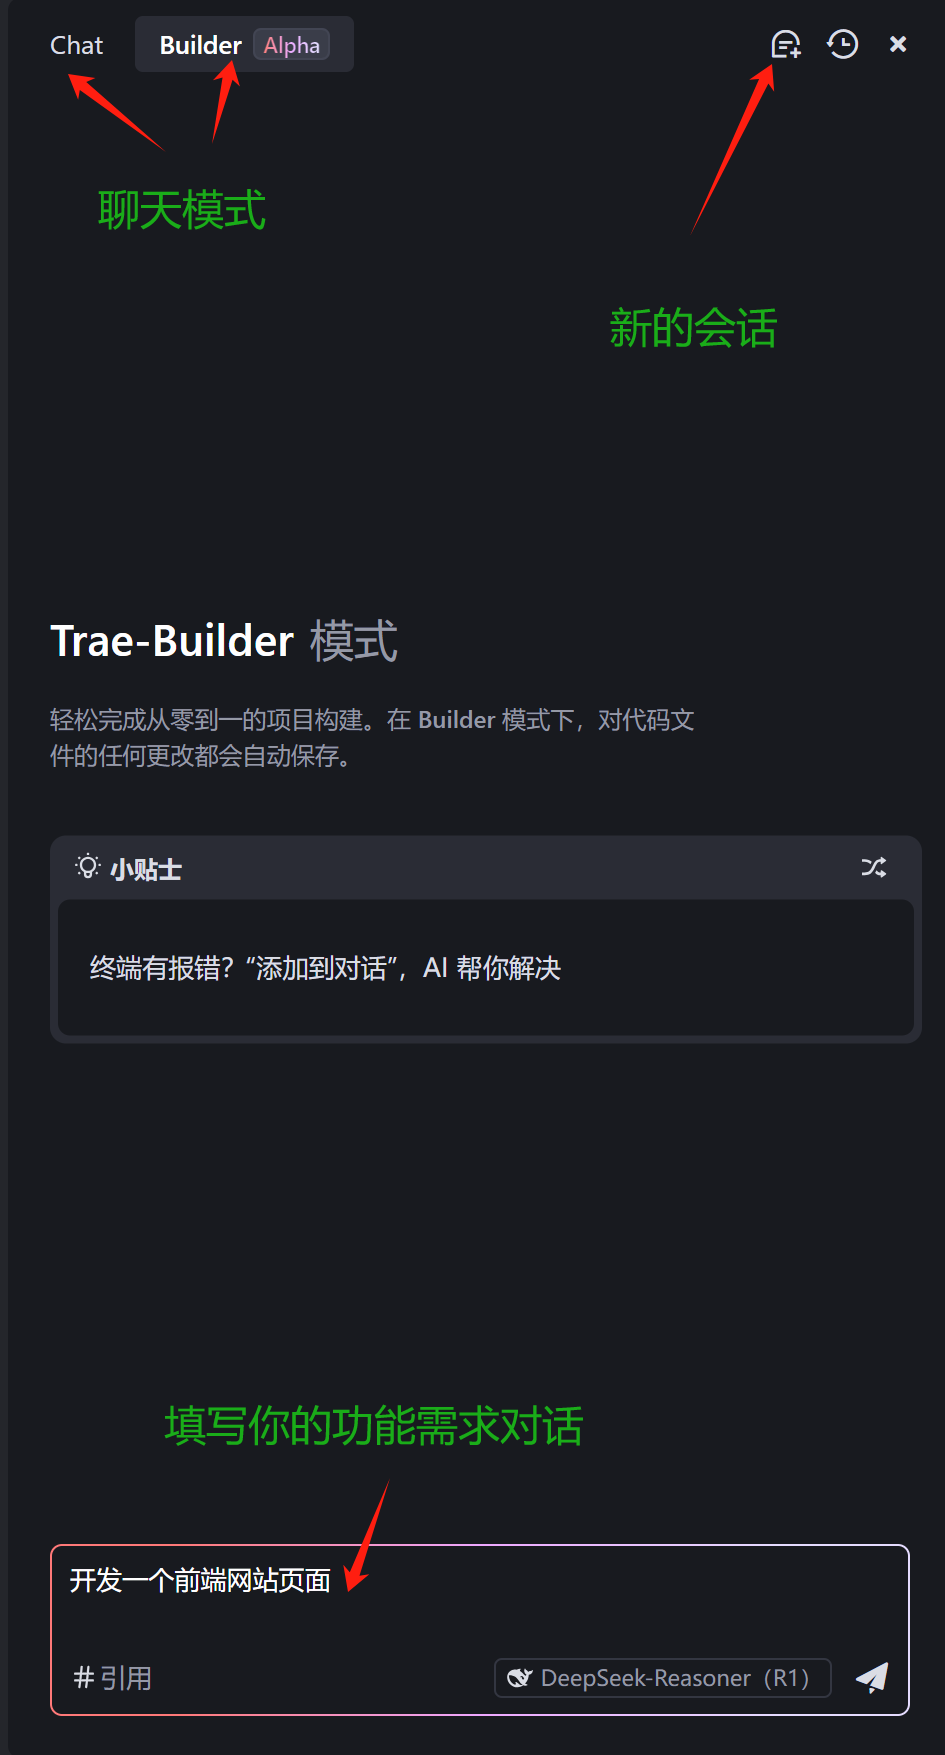 Chat
Builder Alpha
聊天模式
新的会话
Trae-Builder 模式
轻松完成从零到一的项目构建。在 Builder 模式下，对代码文
件的任何更改都会自动保存。
小贴士
终端有报错？“添加到对话”，AI 帮你解决
填写你的功能需求对话
开发一个前端网站页面
# 引用
DeepSeek-Reasoner（R1）